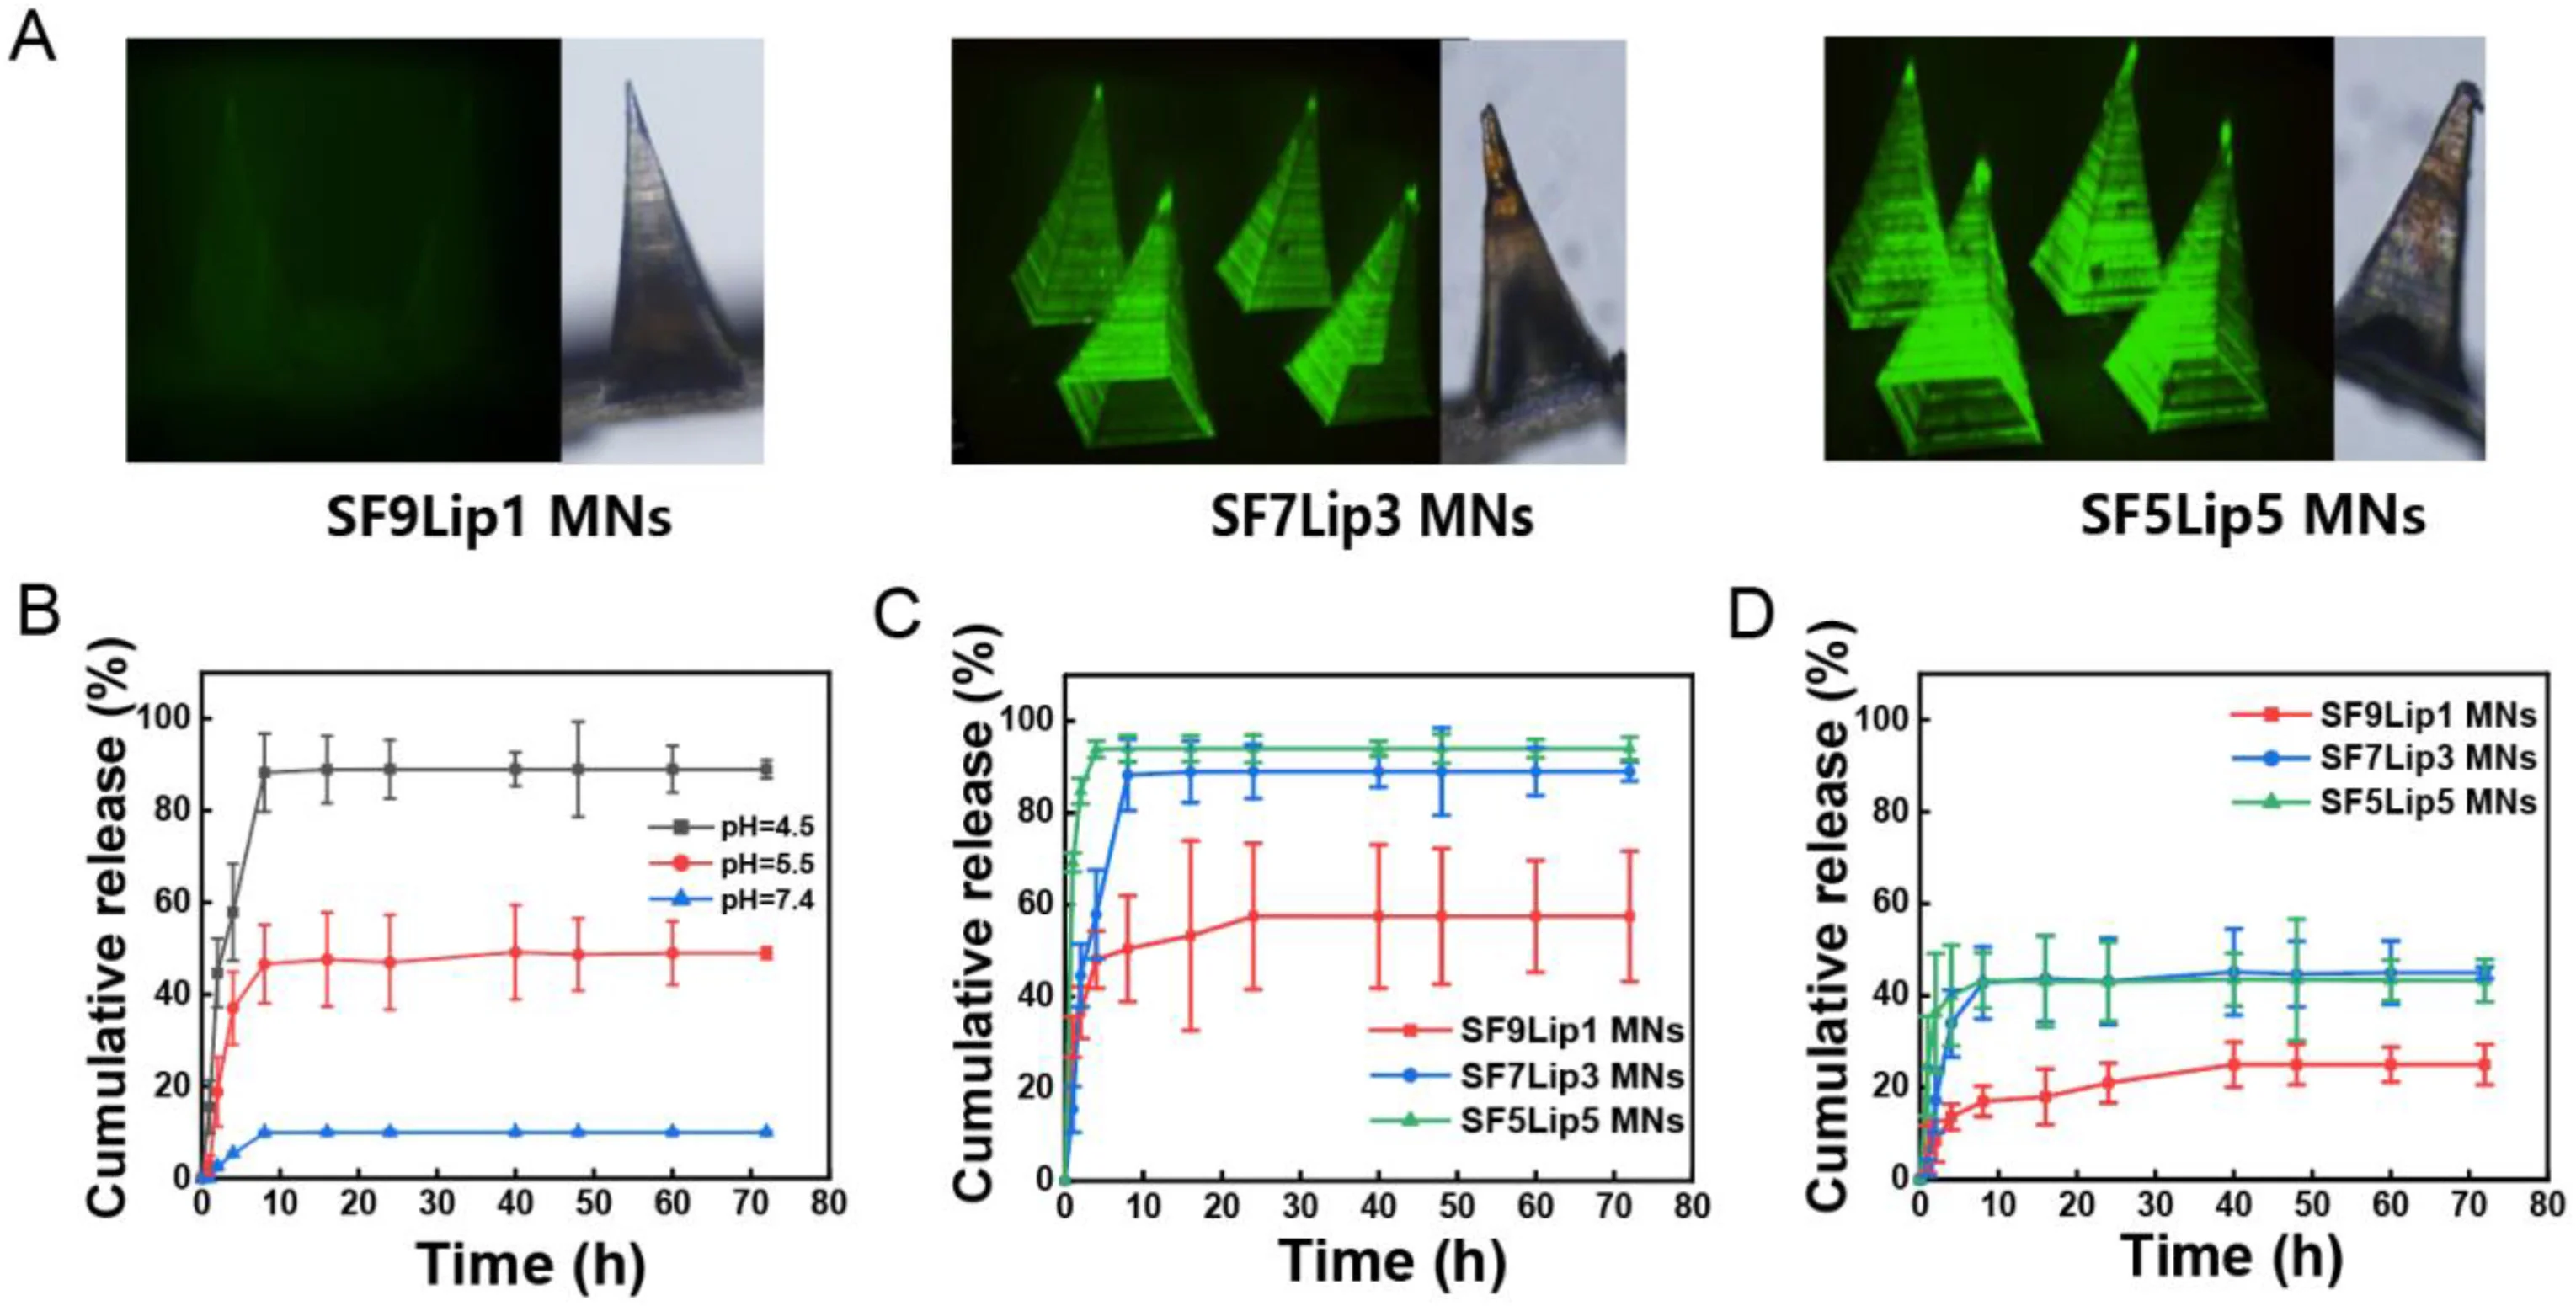 A
SF9Lip1 MNs
SF7Lip3 MNs
SF5Lip5 MNs
B
Cumulative release (%)
100
80
60
40
20
0
pH=4.5
pH=5.5
pH=7.4
0 10 20 30 40 50 60 70 80
Time (h)
C
Cumulative release (%)
100
80
60
40
20
0
SF9Lip1 MNs
SF7Lip3 MNs
SF5Lip5 MNs
0 10 20 30 40 50 60 70 80
Time (h)
D
Cumulative release (%)
100
80
60
40
20
0
SF9Lip1 MNs
SF7Lip3 MNs
SF5Lip5 MNs
0 10 20 30 40 50 60 70 80
Time (h)